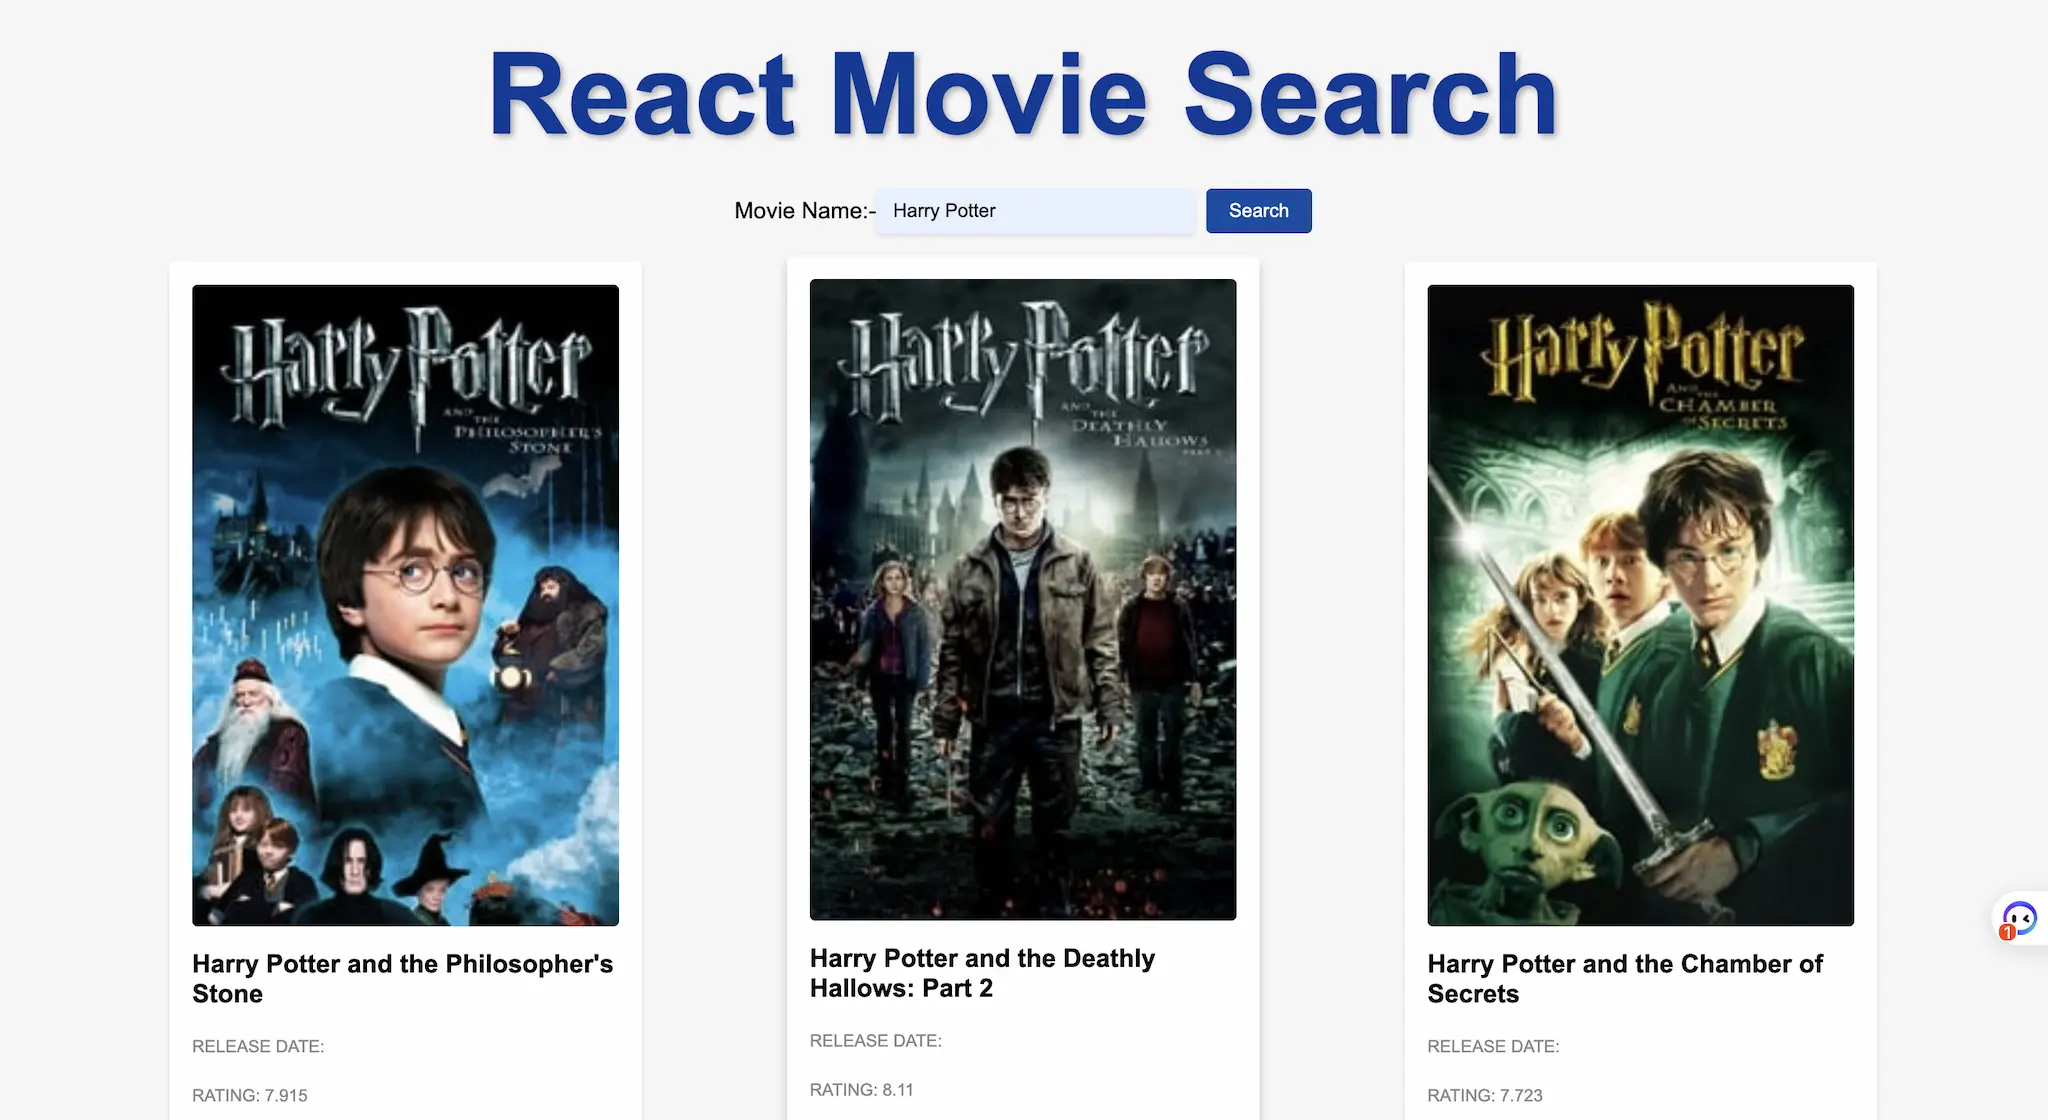 React Movie Search
Movie Name:-
Harry Potter
Search
Harry Potter
AND THE
PHILOSOPHER'S
STONE
Harry Potter and the Philosopher's
Stone
RELEASE DATE:
RATING: 7.915
Harry Potter
AND THE
DEATHLY
HALLOWS
Harry Potter and the Deathly
Hallows: Part 2
RELEASE DATE:
RATING: 8.11
Harry Potter
AND THE
CHAMBER
OF SECRETS
Harry Potter and the Chamber of
Secrets
RELEASE DATE:
RATING: 7.723
1